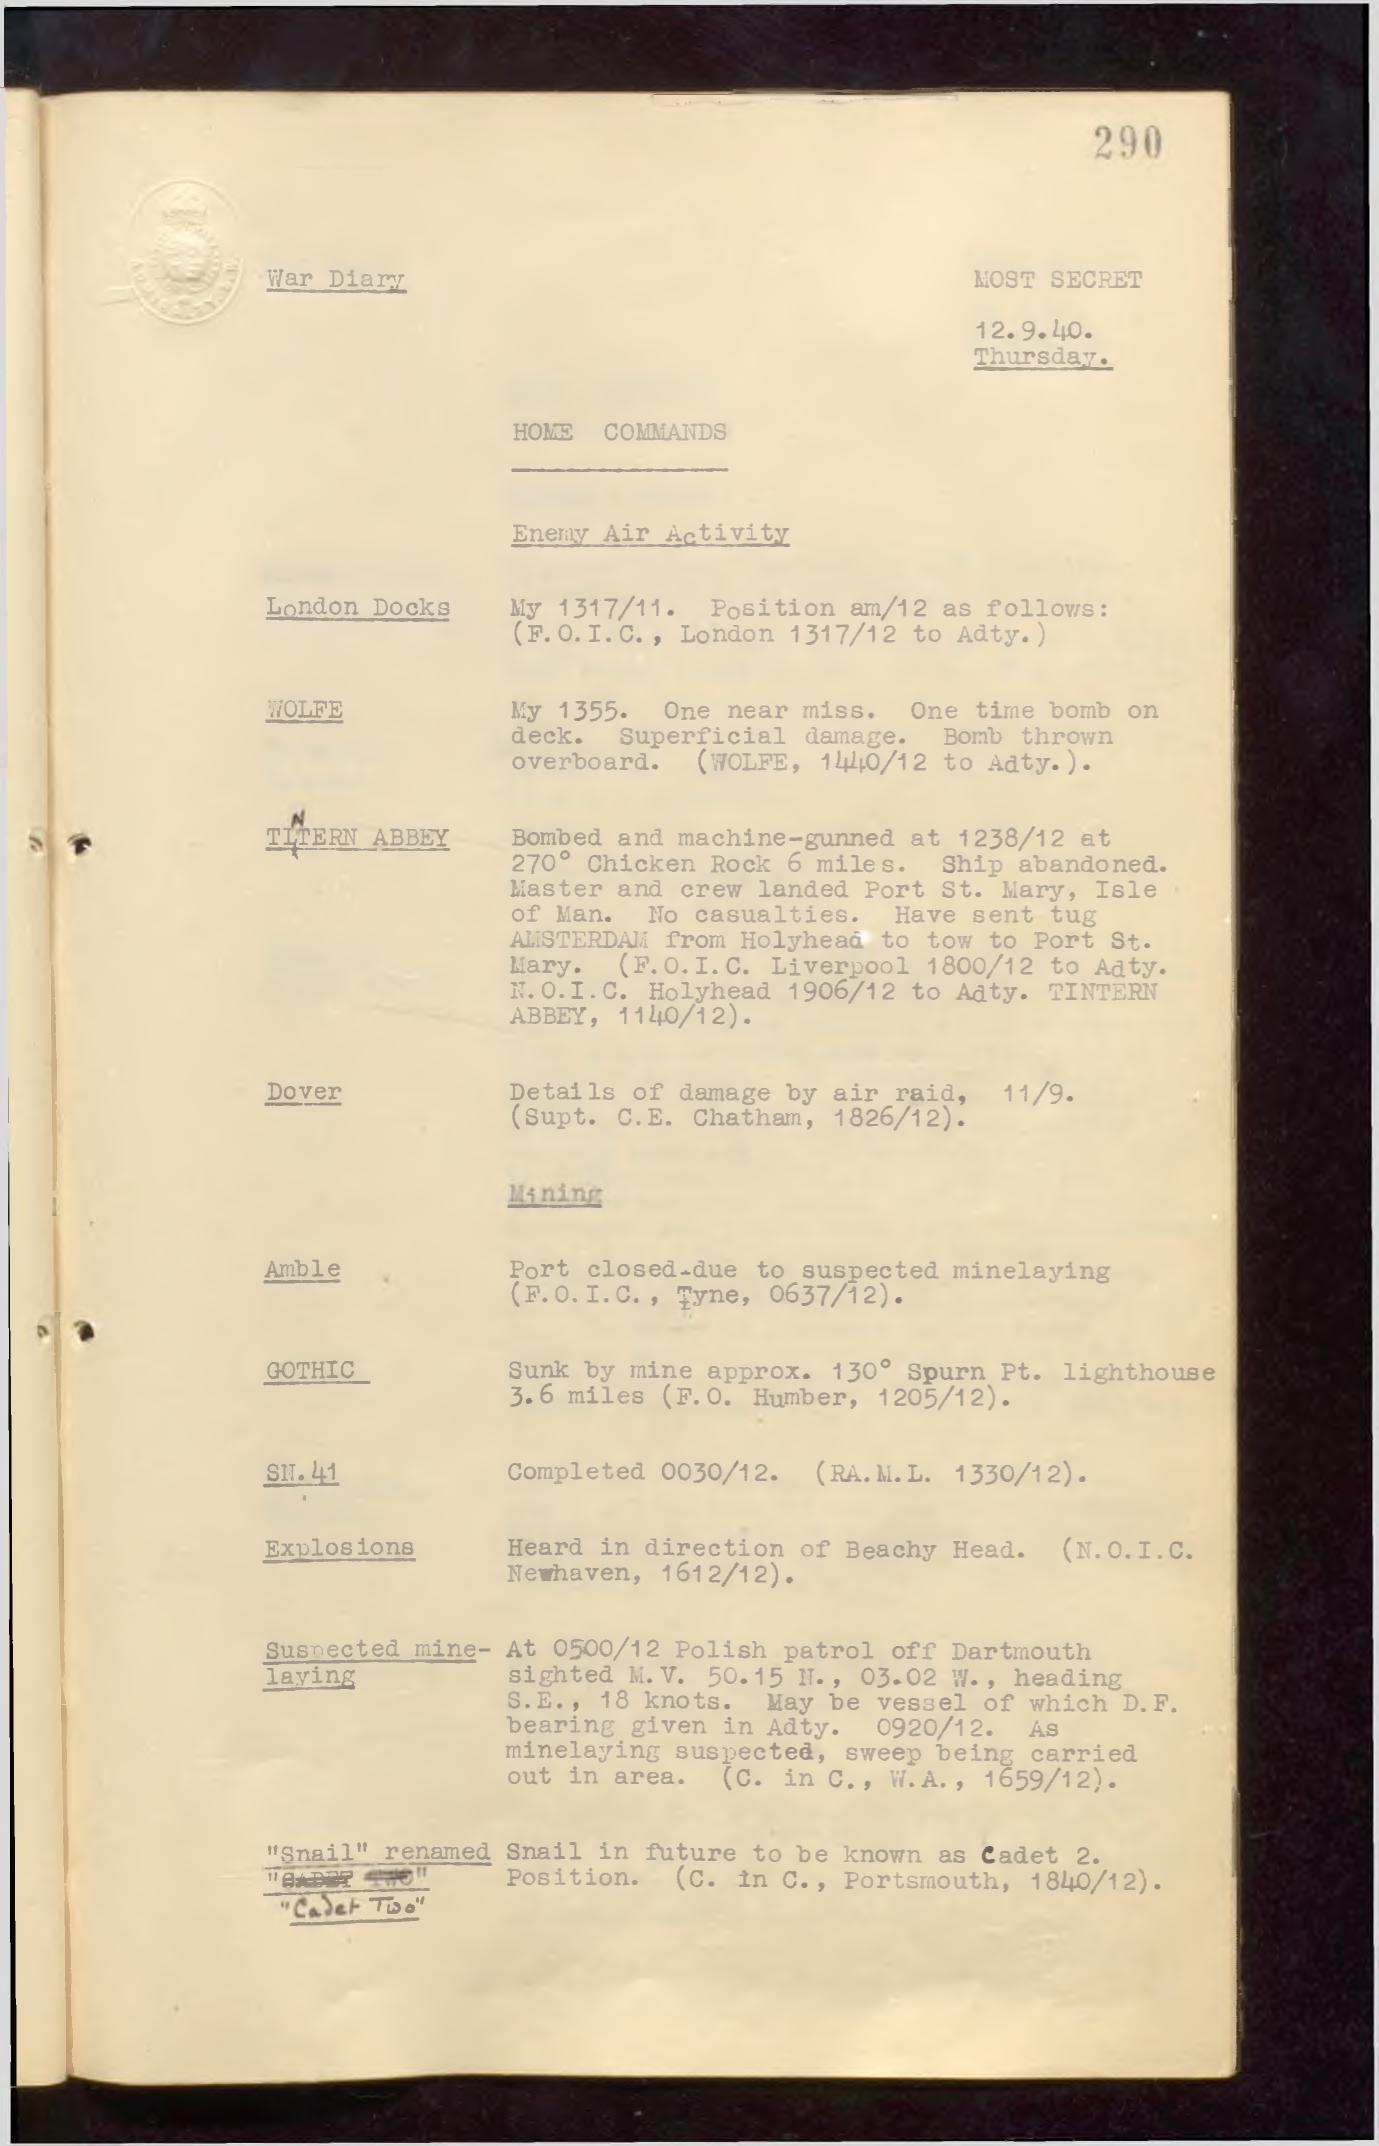 290
War Diary
MOST SECRET
12.9.40.
Thursday.
HOME COMMANDS
Enemy Air Activity
London Docks
My 1317/11. Position am/12 as follows:
(F.O.I.C., London 1317/12 to Adty.)
WOLFE
My 1355. One near miss. One time bomb on
deck. Superficial damage. Bomb thrown
overboard. (WOLFE, 1440/12 to Adty.).
TINTERN ABBEY
Bombed and machine-gunned at 1238/12 at
270° Chicken Rock 6 miles. Ship abandoned.
Master and crew landed Port St. Mary, Isle
of Man. No casualties. Have sent tug
AMSTERDAM from Holyhead to tow to Port St.
Mary. (F.O.I.C. Liverpool 1800/12 to Adty.
N.O.I.C. Holyhead 1906/12 to Adty. TINTERN
ABBEY, 1140/12).
Dover
Details of damage by air raid, 11/9.
(Supt. C.E. Chatham, 1826/12).
Mining
Amble
Port closed-due to suspected minelaying
(F.O.I.C., Tyne, 0637/12).
GOTHIC
Sunk by mine approx. 130° Spurn Pt. lighthouse
3.6 miles (F.O. Humber, 1205/12).
SN.41
Completed 0030/12. (RA.M.L. 1330/12).
Explosions
Heard in direction of Beachy Head. (N.O.I.C.
Newhaven, 1612/12).
Suspected mine-
laying
At 0500/12 Polish patrol off Dartmouth
sighted M.V. 50.15 N., 03.02 W., heading
S.E., 18 knots. May be vessel of which D.F.
bearing given in Adty. 0920/12. As
minelaying suspected, sweep being carried
out in area. (C. in C., W.A., 1659/12).
"Snail" renamed
"CADET TWO"
"Cadet Two"
Snail in future to be known as Cadet 2.
Position. (C. in C., Portsmouth, 1840/12).